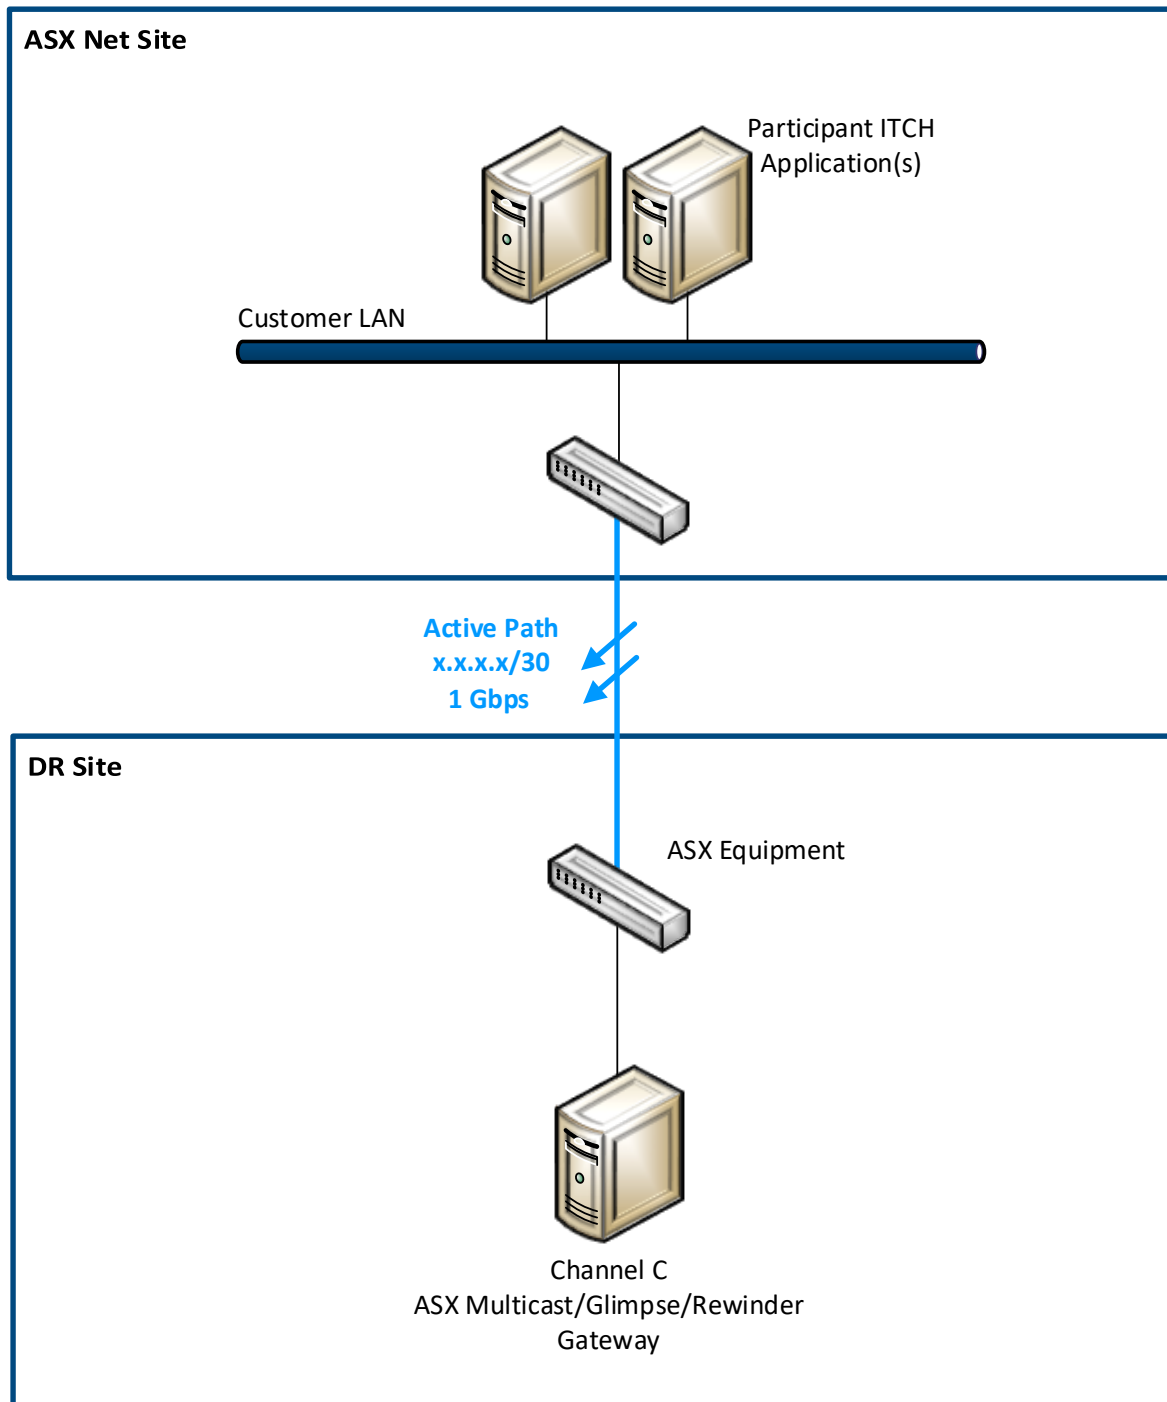 ASX Net Site
Participant ITCH
Application(s)
Customer LAN
Active Path
x.x.x.x/30
1 Gbps
DR Site
ASX Equipment
Channel C
ASX Multicast/Glimpse/Rewinder
Gateway